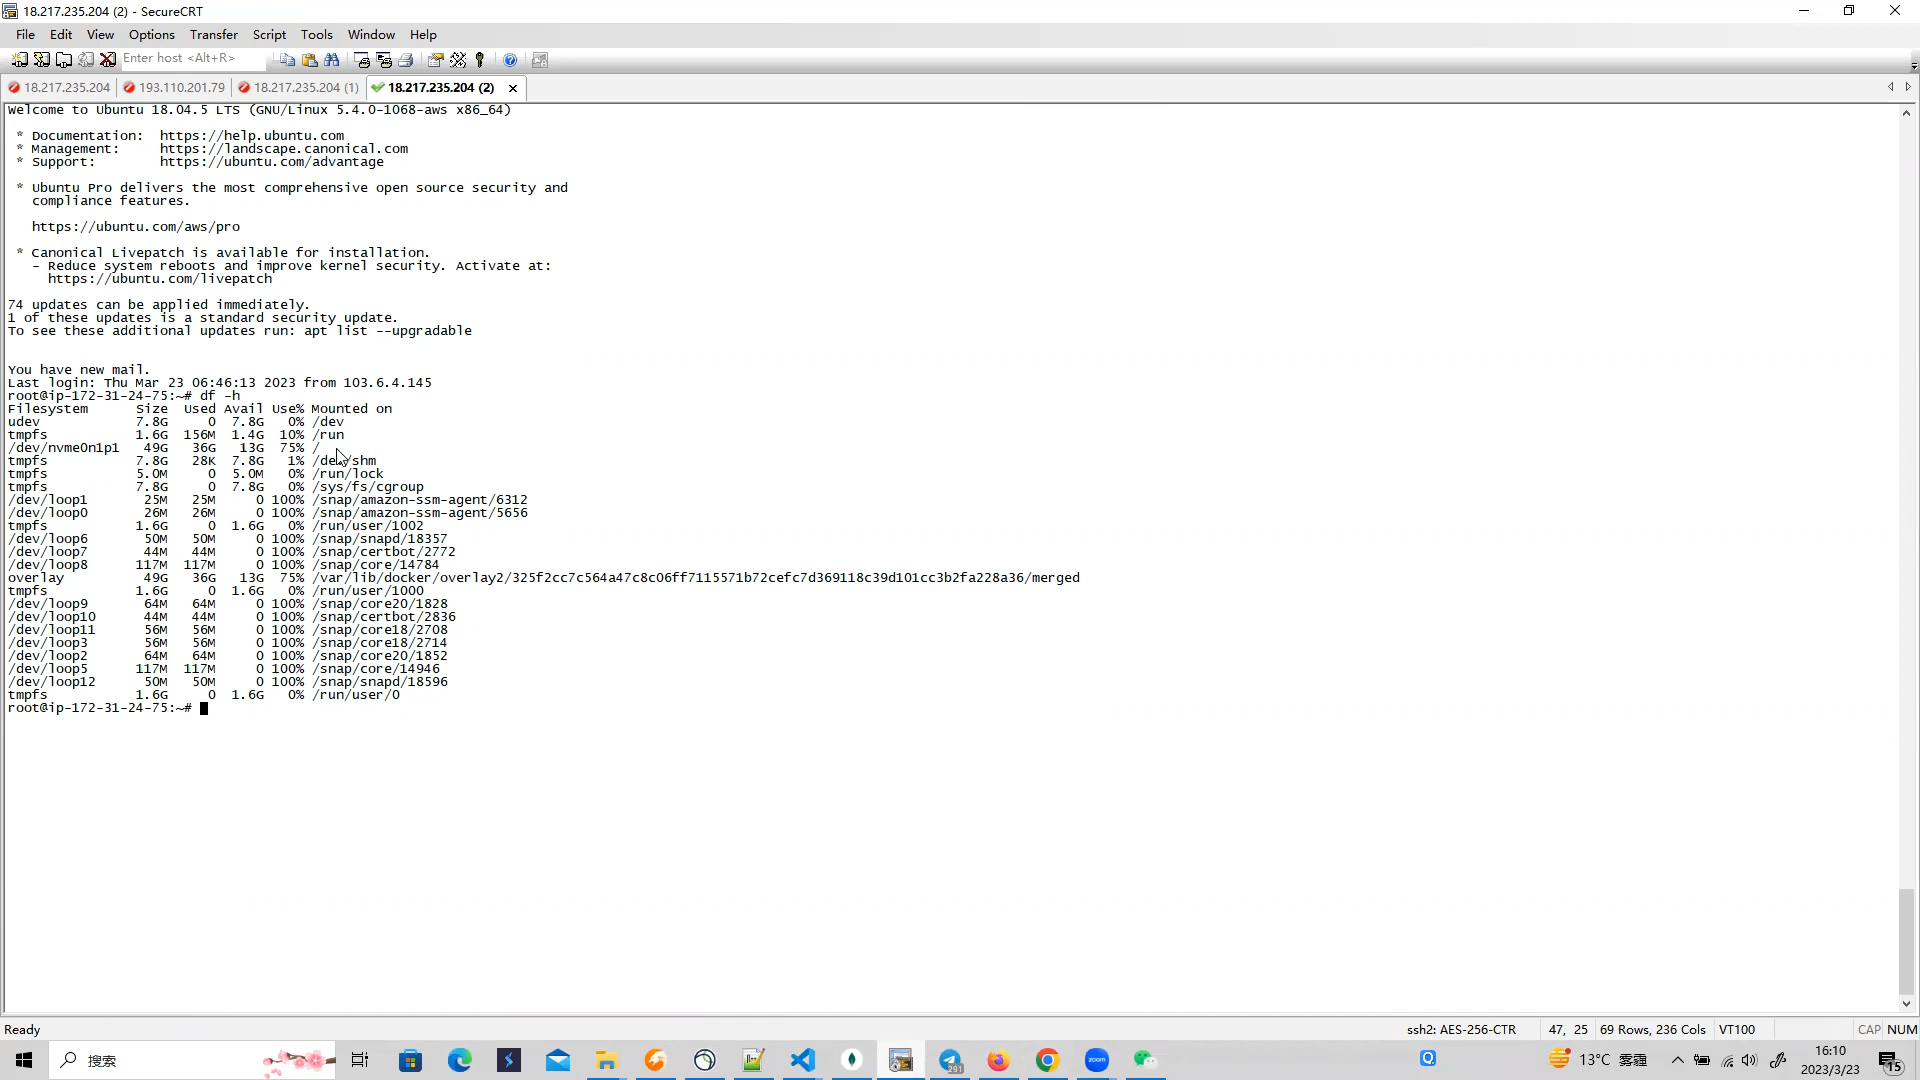 18.217.235.204 (2) - SecureCRT
File Edit View Options Transfer Script Tools Window Help
Enter host <Alt+R>
18.217.235.204 193.110.201.79 18.217.235.204 (1) 18.217.235.204 (2)
Welcome to Ubuntu 18.04.5 LTS (GNU/Linux 5.4.0-1068-aws x86_64)
* Documentation: https://help.ubuntu.com
* Management: https://landscape.canonical.com
* Support: https://ubuntu.com/advantage
* Ubuntu Pro delivers the most comprehensive open source security and
compliance features.
https://ubuntu.com/aws/pro
* Canonical Livepatch is available for installation.
- Reduce system reboots and improve kernel security. Activate at:
https://ubuntu.com/livepatch
74 updates can be applied immediately.
1 of these updates is a standard security update.
To see these additional updates run: apt list --upgradable
You have new mail.
Last login: Thu Mar 23 06:46:13 2023 from 103.6.4.145
root@ip-172-31-24-75:~# df -h
Filesystem Size Used Avail Use% Mounted on
udev 7.8G 0 7.8G 0% /dev
tmpfs 1.6G 156M 1.4G 10% /run
/dev/nvme0n1p1 49G 36G 13G 75% /
tmpfs 7.8G 28K 7.8G 1% /dev/shm
tmpfs 5.0M 0 5.0M 0% /run/lock
tmpfs 7.8G 0 7.8G 0% /sys/fs/cgroup
/dev/loop1 25M 25M 0 100% /snap/amazon-ssm-agent/6312
/dev/loop0 26M 26M 0 100% /snap/amazon-ssm-agent/5656
tmpfs 1.6G 0 1.6G 0% /run/user/1002
/dev/loop6 50M 50M 0 100% /snap/snapd/18357
/dev/loop7 44M 44M 0 100% /snap/certbot/2772
/dev/loop8 117M 117M 0 100% /snap/core/14784
overlay 49G 36G 13G 75% /var/lib/docker/overlay2/325f2cc7c564a47c8c06ff7115571b72cefc7d369118c39d101cc3b2fa228a36/merged
tmpfs 1.6G 0 1.6G 0% /run/user/1000
/dev/loop9 64M 64M 0 100% /snap/core20/1828
/dev/loop10 44M 44M 0 100% /snap/certbot/2836
/dev/loop11 56M 56M 0 100% /snap/core18/2708
/dev/loop3 56M 56M 0 100% /snap/core18/2714
/dev/loop2 64M 64M 0 100% /snap/core20/1852
/dev/loop5 117M 117M 0 100% /snap/core/14946
/dev/loop12 50M 50M 0 100% /snap/snapd/18596
tmpfs 1.6G 0 1.6G 0% /run/user/0
root@ip-172-31-24-75:~#
Ready ssh2: AES-256-CTR 47, 25 69 Rows, 236 Cols VT100 CAP NUM
搜索 291 zoom 13°C 雾霾 16:10
2023/3/23 15